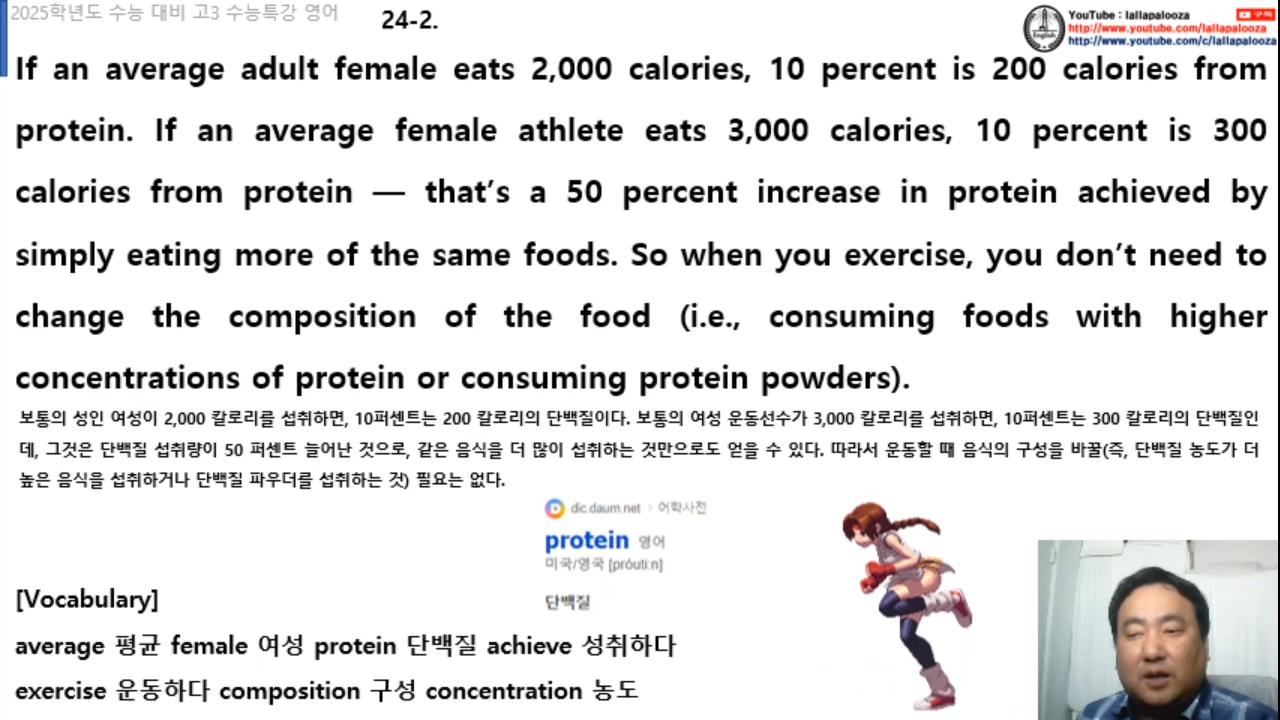 2025학년도 수능 대비 고3 수능특강 영어
24-2.
YouTube : lallapalooza
구독
http://www.youtube.com/lallapalooza
http://www.youtube.com/c/lallapalooza
English
If an average adult female eats 2,000 calories, 10 percent is 200 calories from
protein. If an average female athlete eats 3,000 calories, 10 percent is 300
calories from protein — that’s a 50 percent increase in protein achieved by
simply eating more of the same foods. So when you exercise, you don’t need to
change the composition of the food (i.e., consuming foods with higher
concentrations of protein or consuming protein powders).
보통의 성인 여성이 2,000 칼로리를 섭취하면, 10퍼센트는 200 칼로리의 단백질이다. 보통의 여성 운동선수가 3,000 칼로리를 섭취하면, 10퍼센트는 300 칼로리의 단백질인
데, 그것은 단백질 섭취량이 50 퍼센트 늘어난 것으로, 같은 음식을 더 많이 섭취하는 것만으로도 얻을 수 있다. 따라서 운동할 때 음식의 구성을 바꿀(즉, 단백질 농도가 더
높은 음식을 섭취하거나 단백질 파우더를 섭취하는 것) 필요는 없다.
dic.daum.net › 어학사전
protein 영어
미국/영국 [próuti:n]
단백질
[Vocabulary]
average 평균 female 여성 protein 단백질 achieve 성취하다
exercise 운동하다 composition 구성 concentration 농도